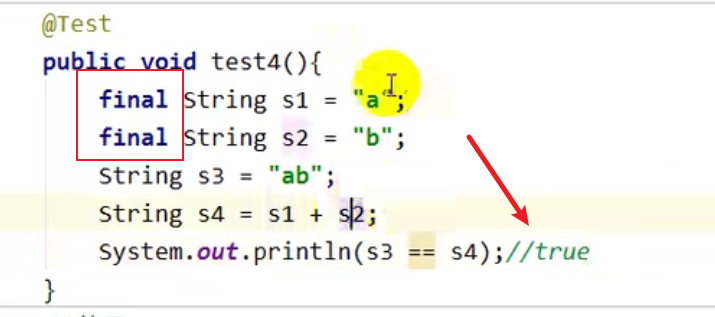 @Test
public void test4(){
final String s1 = "a";
final String s2 = "b";
String s3 = "ab";
String s4 = s1 + s2;
System.out.println(s3 == s4);//true
}